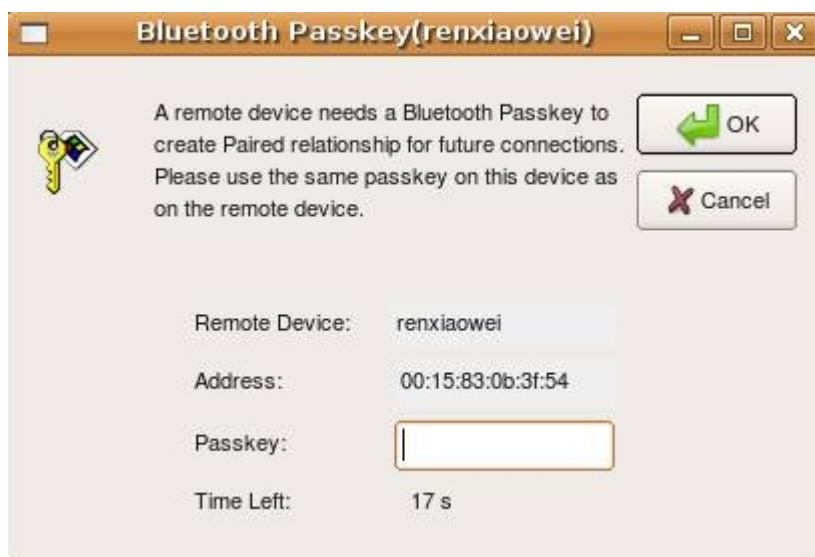 Bluetooth Passkey(renxiaowei)
A remote device needs a Bluetooth Passkey to
create Paired relationship for future connections.
Please use the same passkey on this device as
on the remote device.
OK
Cancel
Remote Device: renxiaowei
Address: 00:15:83:0b:3f:54
Passkey:
Time Left: 17 s